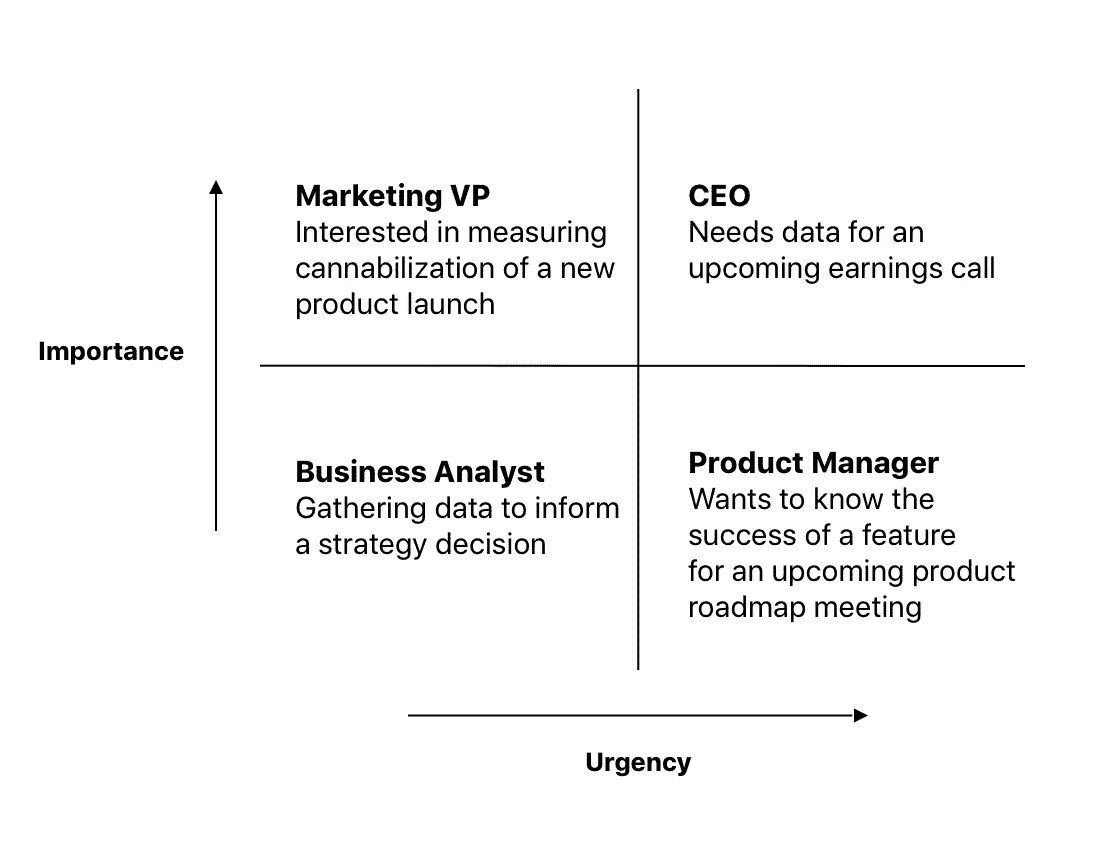 Marketing VP
Interested in measuring
cannabilization of a new
product launch
CEO
Needs data for an
upcoming earnings call
Importance
Business Analyst
Gathering data to inform
a strategy decision
Product Manager
Wants to know the
success of a feature
for an upcoming product
roadmap meeting
Urgency